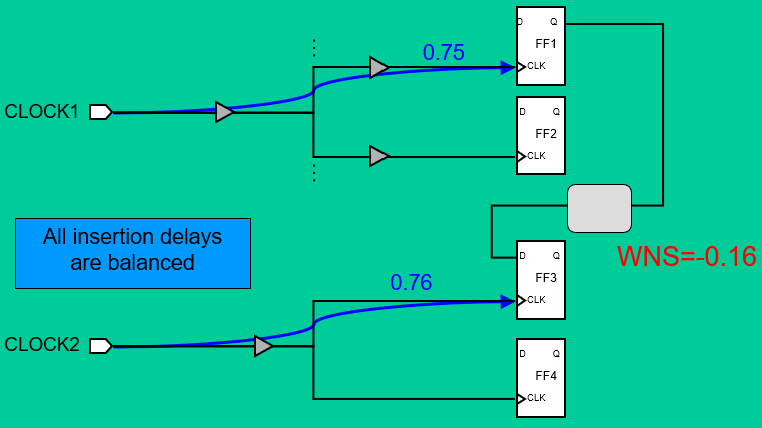 D Q
FF1
CLK
0.75
CLOCK1
D Q
FF2
CLK
All insertion delays
are balanced
WNS=-0.16
D Q
FF3
CLK
0.76
CLOCK2
D Q
FF4
CLK